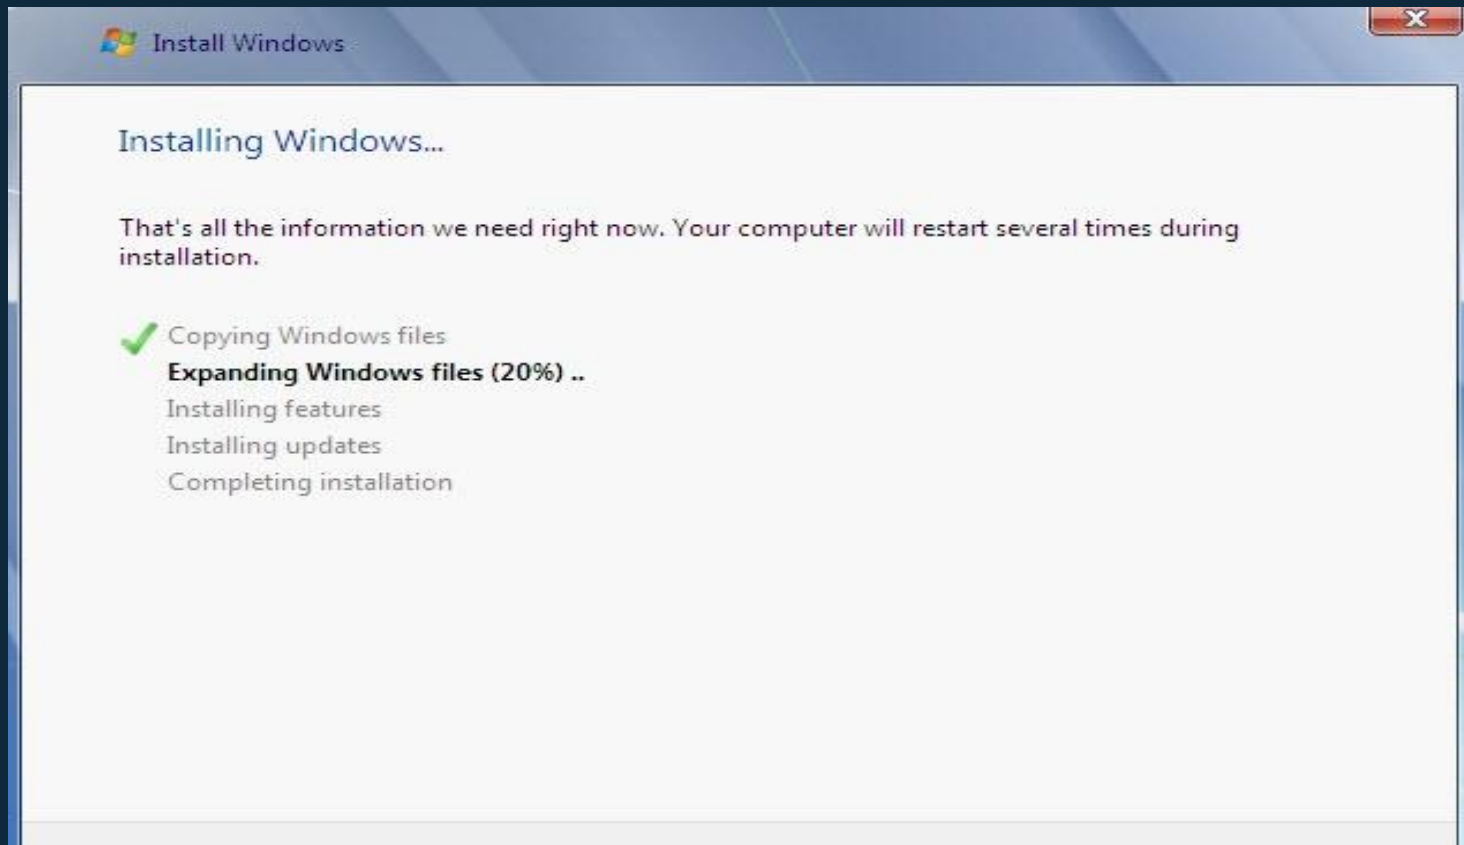 Install Windows
Installing Windows...
That's all the information we need right now. Your computer will restart several times during
installation.
Copying Windows files
Expanding Windows files (20%) ..
Installing features
Installing updates
Completing installation